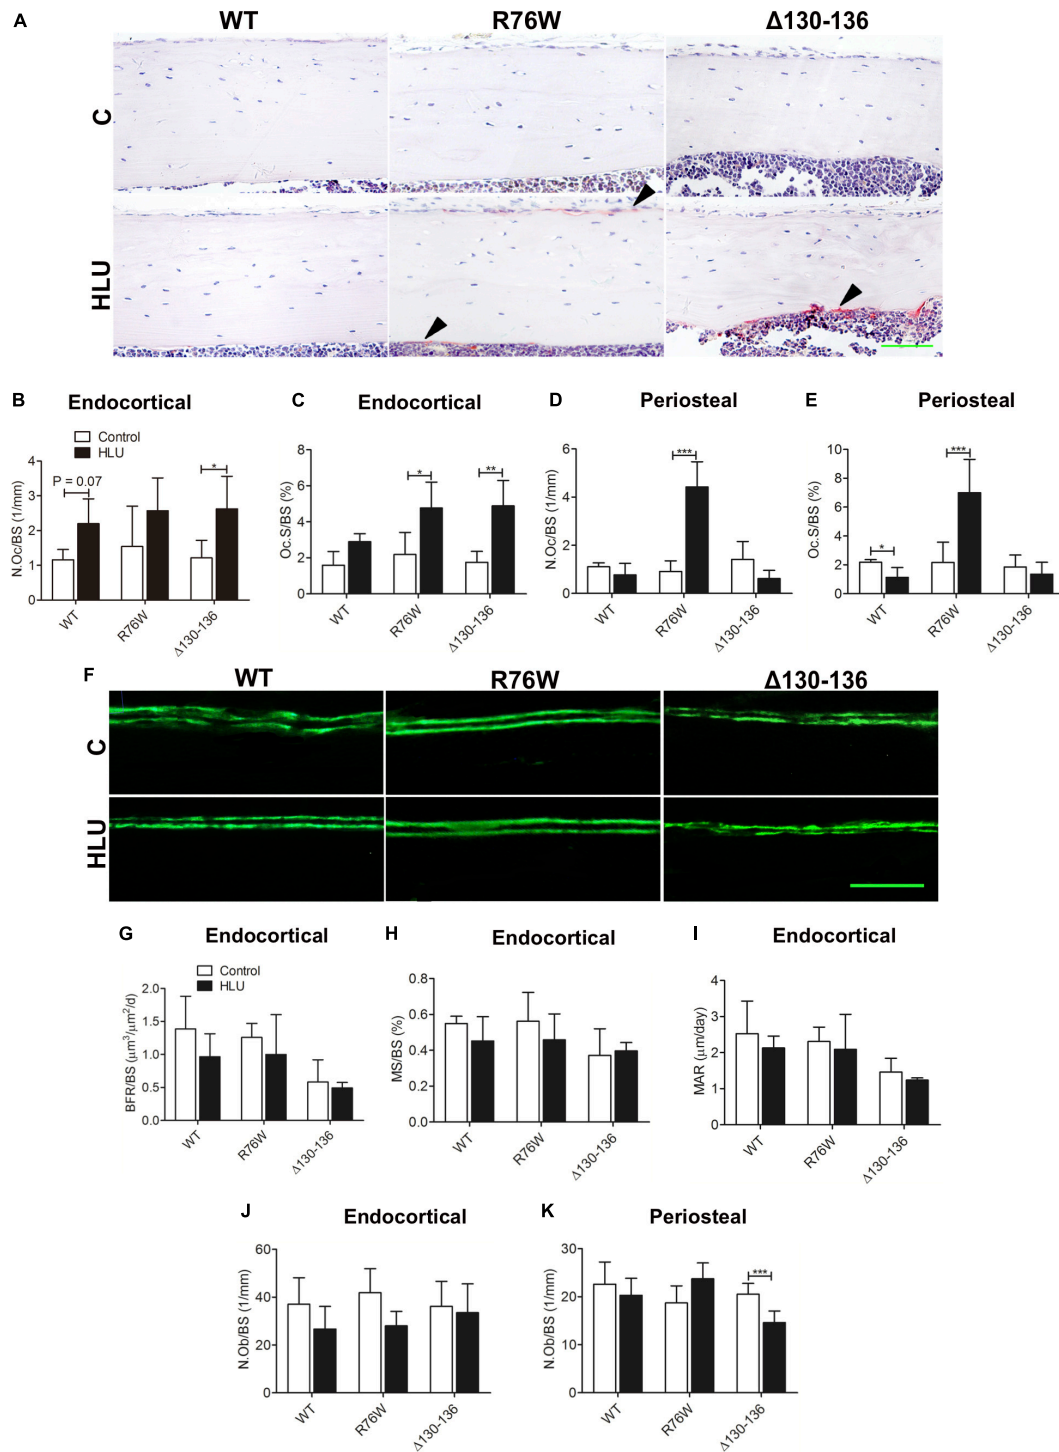 A
WT
R76W
Δ130-136
C
HLU
B
Endocortical
Control
HLU
P = 0.07
*
N.Oc/BS (1/mm)
4
3
2
1
0
WT
R76W
Δ130-136
C
Endocortical
*
**
Oc.S/BS (%)
8
6
4
2
0
WT
R76W
Δ130-136
D
Periosteal
***
N.Oc/BS (1/mm)
6
4
2
0
WT
R76W
Δ130-136
E
Periosteal
*
***
Oc.S/BS (%)
10
8
6
4
2
0
WT
R76W
Δ130-136
F
WT
R76W
Δ130-136
C
HLU
G
Endocortical
Control
HLU
BFR/BS (μm³/μm²/d)
2.0
1.5
1.0
0.5
0.0
WT
R76W
Δ130-136
H
Endocortical
MS/BS (%)
0.8
0.6
0.4
0.2
0.0
WT
R76W
Δ130-136
I
Endocortical
MAR (μm/day)
4
3
2
1
0
WT
R76W
Δ130-136
J
Endocortical
N.Ob/BS (1/mm)
60
40
20
0
WT
R76W
Δ130-136
K
Periosteal
***
N.Ob/BS (1/mm)
30
20
10
0
WT
R76W
Δ130-136